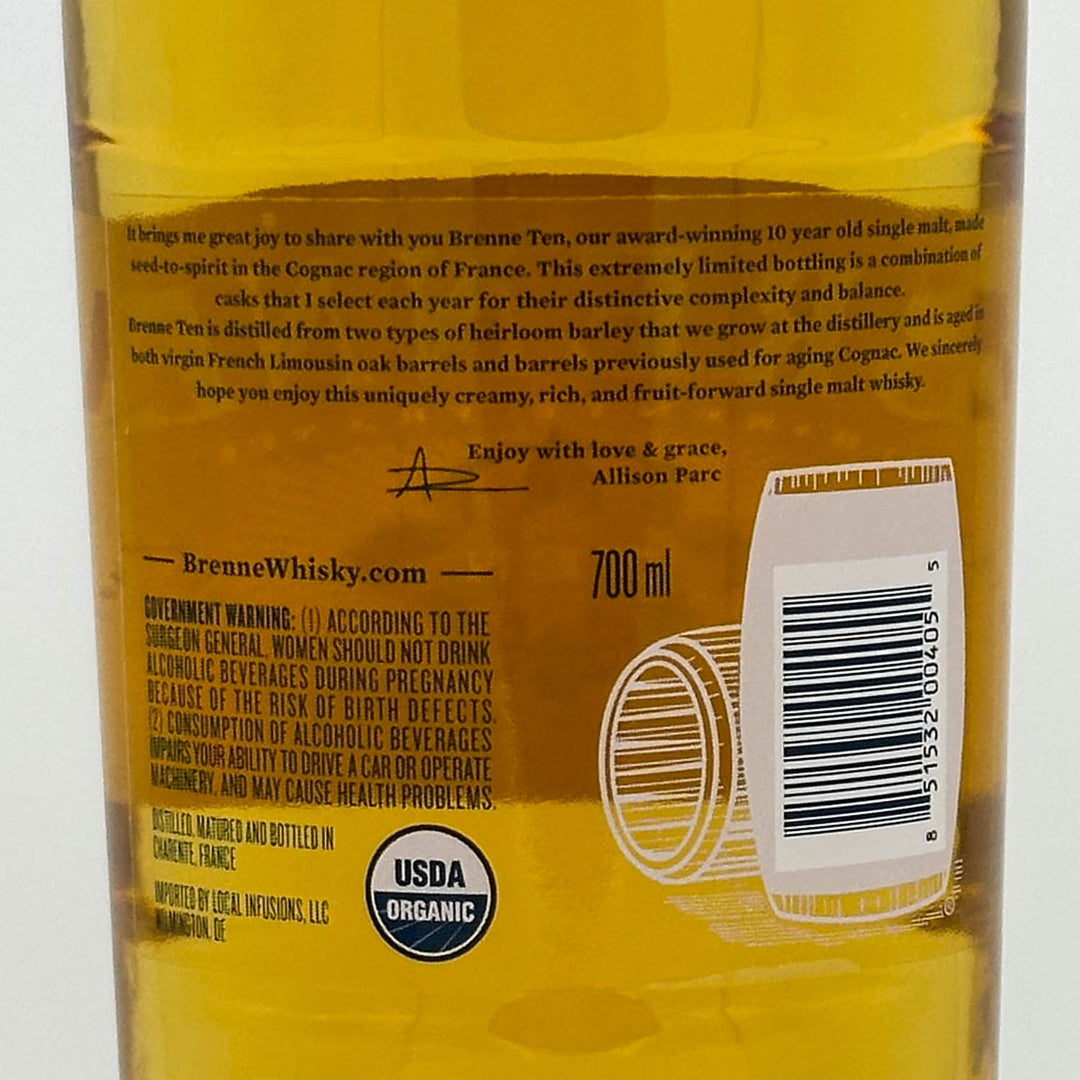 It brings me great joy to share with you Brenne Ten, our award-winning 10 year old single malt, made
seed-to-spirit in the Cognac region of France. This extremely limited bottling is a combination of
casks that I select each year for their distinctive complexity and balance.
Brenne Ten is distilled from two types of heirloom barley that we grow at the distillery and is aged in
both virgin French Limousin oak barrels and barrels previously used for aging Cognac. We sincerely
hope you enjoy this uniquely creamy, rich, and fruit-forward single malt whisky.
Enjoy with love & grace,
Allison Parc
BrenneWhisky.com
700 ml
GOVERNMENT WARNING: (1) ACCORDING TO THE
SURGEON GENERAL, WOMEN SHOULD NOT DRINK
ALCOHOLIC BEVERAGES DURING PREGNANCY
BECAUSE OF THE RISK OF BIRTH DEFECTS.
(2) CONSUMPTION OF ALCOHOLIC BEVERAGES
IMPAIRS YOUR ABILITY TO DRIVE A CAR OR OPERATE
MACHINERY, AND MAY CAUSE HEALTH PROBLEMS.
DISTILLED, MATURED AND BOTTLED IN
CHARENTE, FRANCE
IMPORTED BY LOCAL INFUSIONS, LLC
WILMINGTON, DE
USDA
ORGANIC
8 51532 00405 5